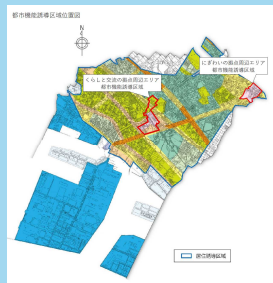 都市機能誘導区域位置図
N
にぎわいの拠点周辺エリア
都市機能誘導区域
くらしと交流の拠点周辺エリア
都市機能誘導区域
居住誘導区域